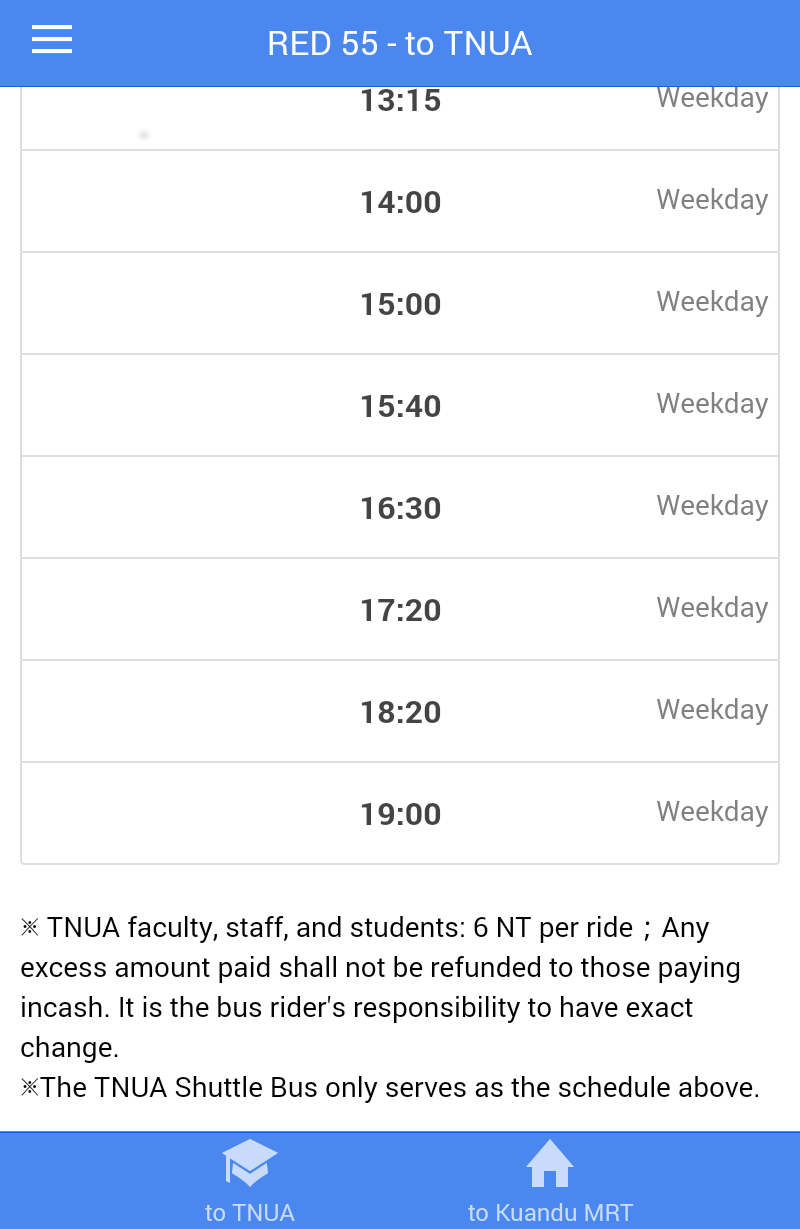 RED 55 - to TNUA
13:15 Weekday
14:00 Weekday
15:00 Weekday
15:40 Weekday
16:30 Weekday
17:20 Weekday
18:20 Weekday
19:00 Weekday
※ TNUA faculty, staff, and students: 6 NT per ride；Any
excess amount paid shall not be refunded to those paying
incash. It is the bus rider's responsibility to have exact
change.
※The TNUA Shuttle Bus only serves as the schedule above.
to TNUA
to Kuandu MRT